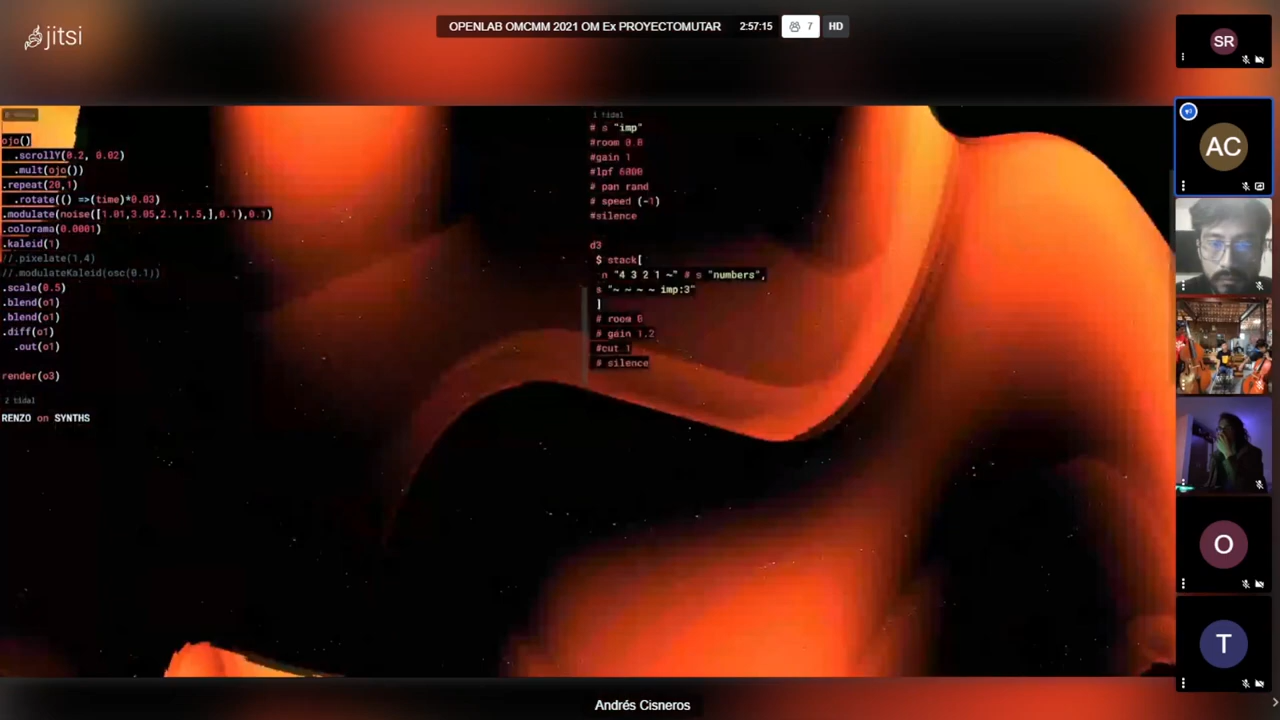 jitsi
OPENLAB OMCMM 2021 OM Ex PROYECTOMUTAR
2:57:15
7
HD
ojo()
.scrollY(0.2, 0.02)
.mult(ojo())
.repeat(20,1)
.rotate(() =>(time)*0.03)
.modulate(noise([1.01,3.05,2.1,1.5,],0.1),0.1)
.colorama(0.0001)
.kaleid(1)
//.pixelate(1,4)
//.modulateKaleid(osc(0.1))
.scale(0.5)
.blend(o1)
.blend(o1)
.diff(o1)
.out(o1)
render(o3)
2 tidal
RENZO on SYNTHS
1 tidal
# s "imp"
#room 0.8
#gain 1
#lpf 6000
# pan rand
# speed (-1)
#silence
d3
$ stack[
n "4 3 2 1 ~" # s "numbers",
s "~ ~ ~ ~ imp:3"
]
# room 0
# gain 1.2
#cut 1
# silence
SR
AC
O
T
Andrés Cisneros